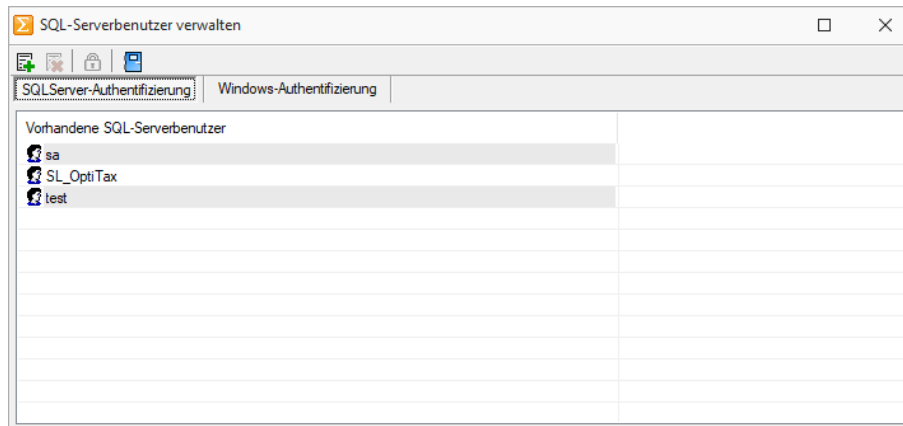 SQL-Serverbenutzer verwalten
SQLServer-Authentifizierung Windows-Authentifizierung
Vorhandene SQL-Serverbenutzer
sa
SL_OptiTax
test